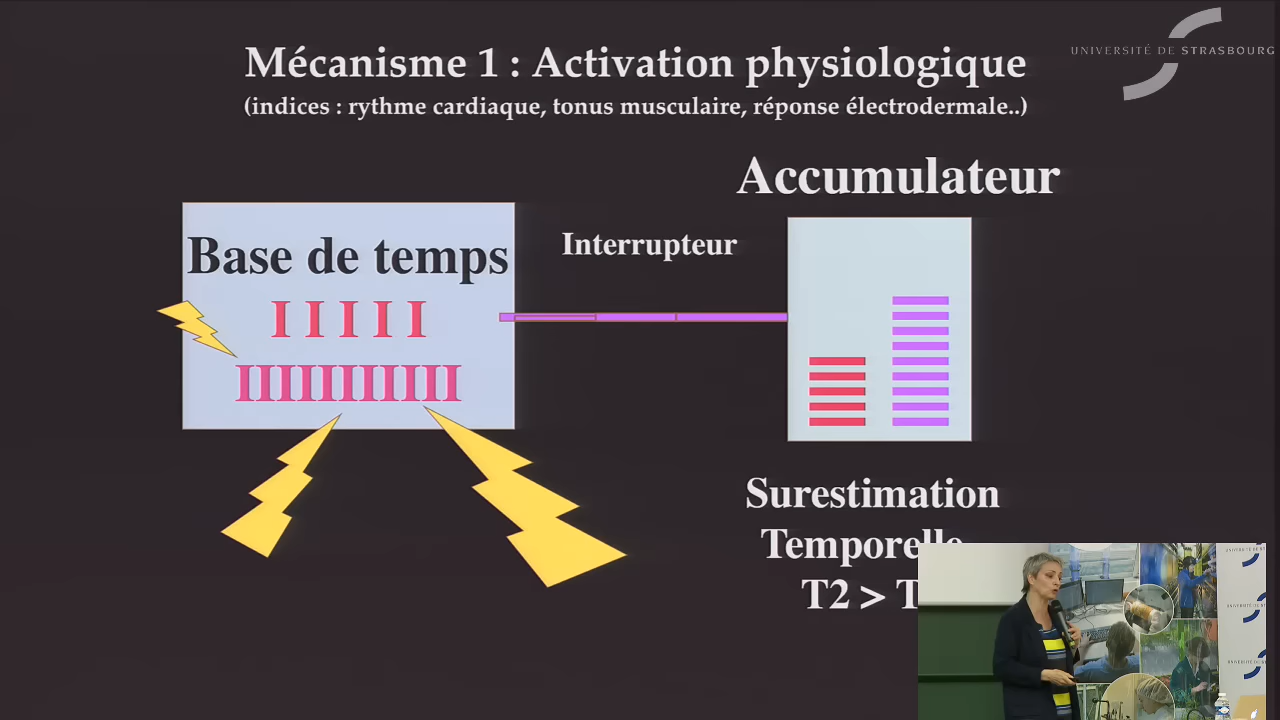 UNIVERSITÉ DE STRASBOURG
Mécanisme 1 : Activation physiologique
(indices : rythme cardiaque, tonus musculaire, réponse électrodermale..)
Accumulateur
Interrupteur
Base de temps
I I I I I
IIIIIIIIIII
Surestimation
Temporelle
T2 > T